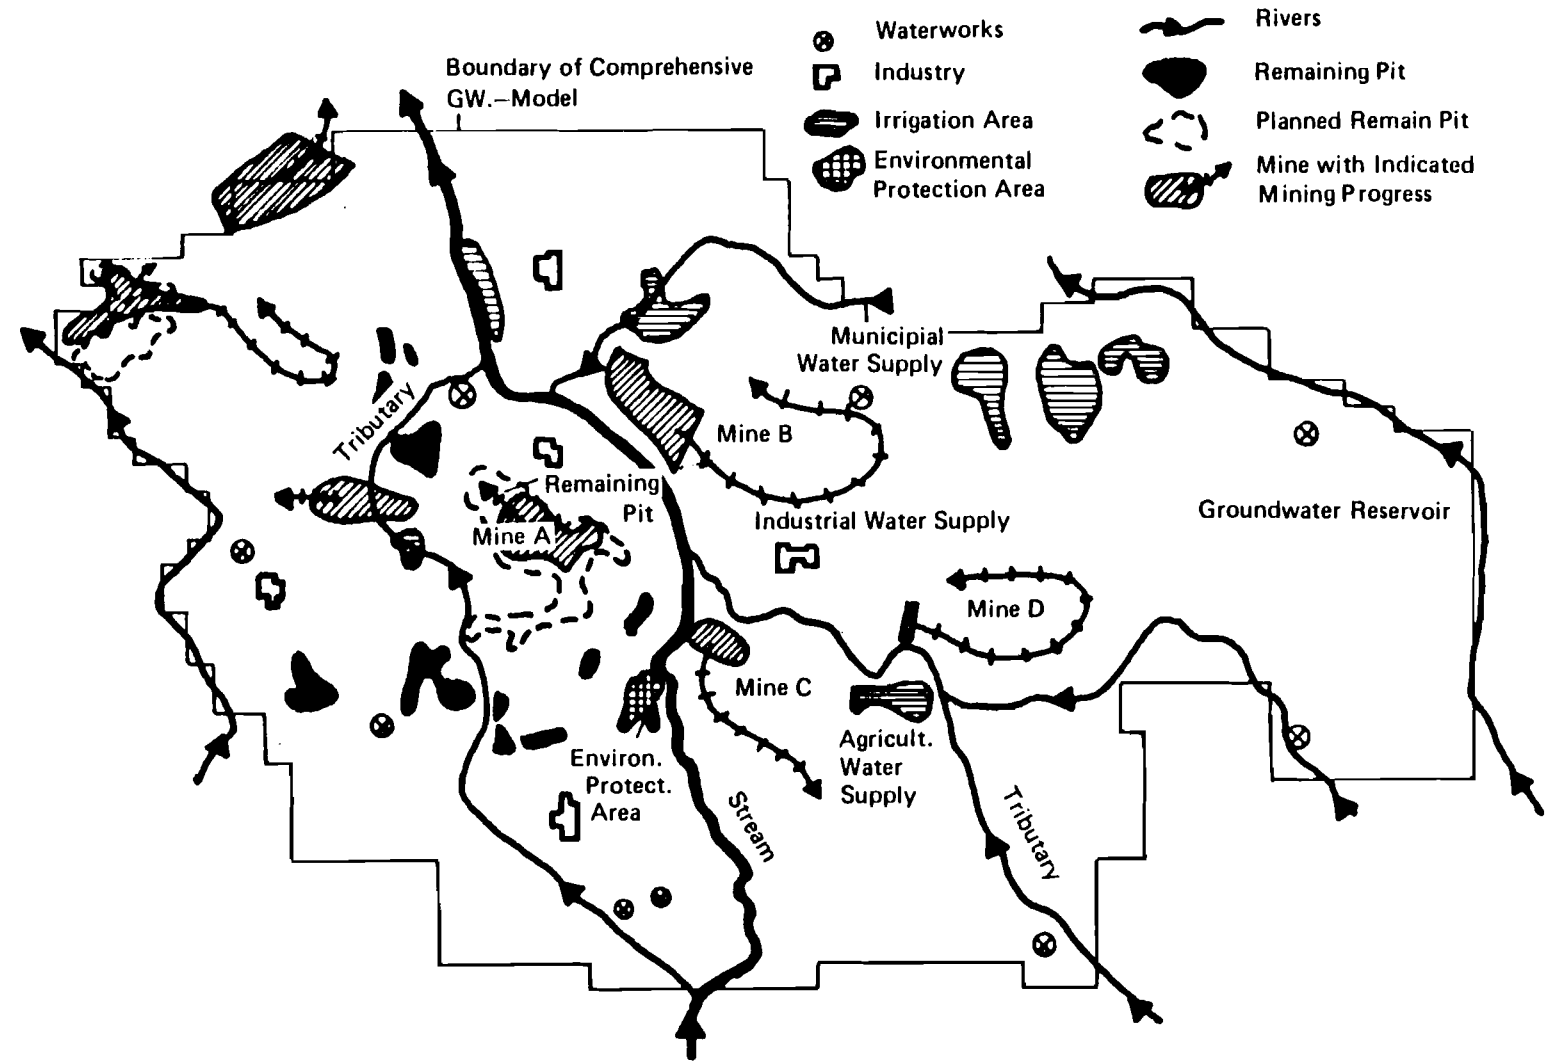 Boundary of Comprehensive
GW.—Model
Waterworks
Industry
Irrigation Area
Environmental
Protection Area
Rivers
Remaining Pit
Planned Remain Pit
Mine with Indicated
Mining Progress
Municipial
Water Supply
Tributary
Mine B
Remaining
Pit
Mine A
Industrial Water Supply
Groundwater Reservoir
Mine D
Mine C
Agricult.
Water
Supply
Environ.
Protect.
Area
Stream
Tributary